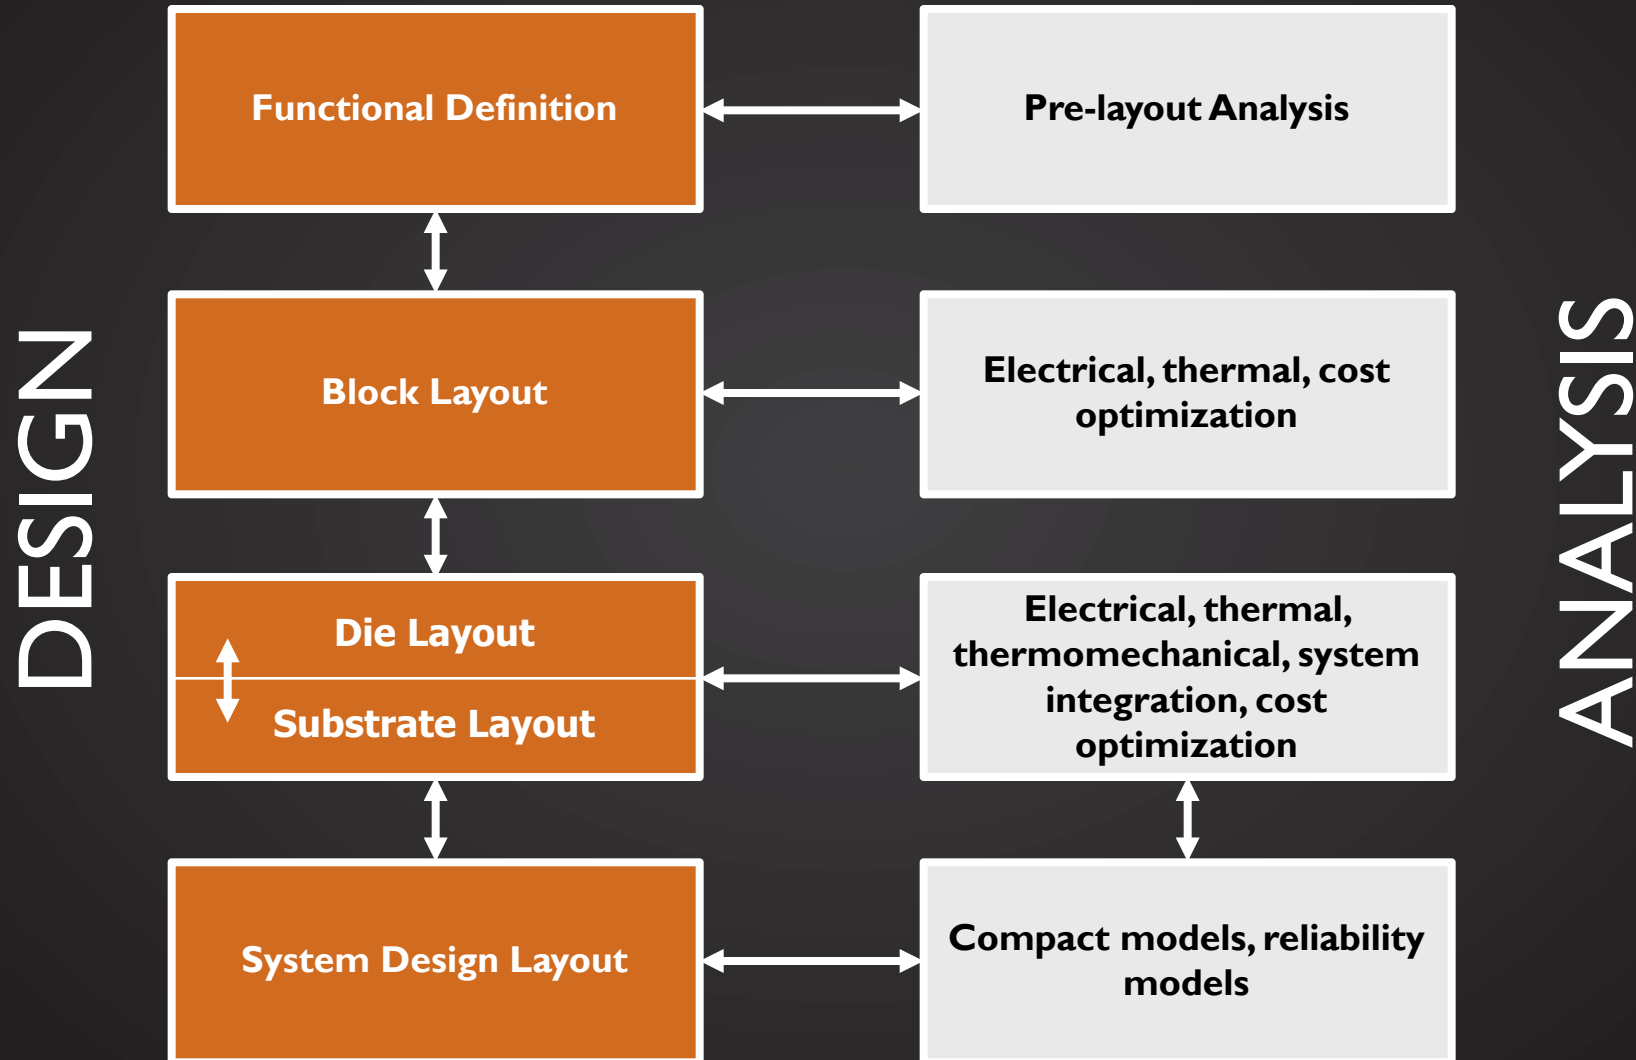 Functional Definition
Pre-layout Analysis
DESIGN
Block Layout
Electrical, thermal, cost
optimization
ANALYSIS
Die Layout
Substrate Layout
Electrical, thermal,
thermomechanical, system
integration, cost
optimization
System Design Layout
Compact models, reliability
models